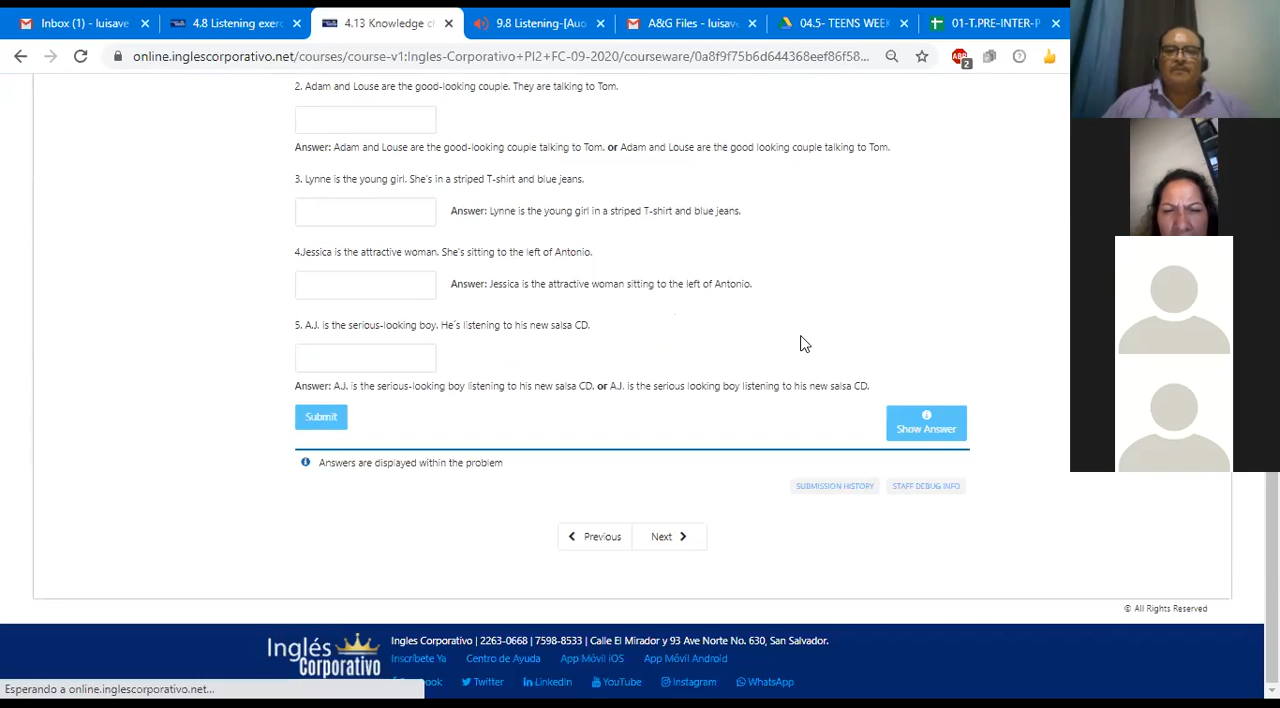 Inbox (1) - luisave
4.8 Listening exerc
4.13 Knowledge c
9.8 Listening-[Auc
A&G Files - luisav
04.5- TEENS WEEK
01-T.PRE-INTER-P
online.inglescorporativo.net/courses/course-v1:Ingles-Corporativo+PI2+FC-09-2020/courseware/0a8f9f75b6d644368eef86f58...
2
2. Adam and Louse are the good-looking couple. They are talking to Tom.
Answer: Adam and Louse are the good-looking couple talking to Tom. or Adam and Louse are the good looking couple talking to Tom.
3. Lynne is the young girl. She's in a striped T-shirt and blue jeans.
Answer: Lynne is the young girl in a striped T-shirt and blue jeans.
4.Jessica is the attractive woman. She's sitting to the left of Antonio.
Answer: Jessica is the attractive woman sitting to the left of Antonio.
5. A.J. is the serious-looking boy. He´s listening to his new salsa CD.
Answer: A.J. is the serious-looking boy listening to his new salsa CD. or A.J. is the serious looking boy listening to his new salsa CD.
Submit
Show Answer
Answers are displayed within the problem
SUBMISSION HISTORY
STAFF DEBUG INFO
Previous
Next
© All Rights Reserved
Inglés Corporativo
Ingles Corporativo | 2263-0668 | 7598-8533 | Calle El Mirador y 93 Ave Norte No. 630, San Salvador.
Inscríbete Ya
Centro de Ayuda
App Móvil iOS
App Móvil Android
Twitter
LinkedIn
YouTube
Instagram
WhatsApp
Esperando a online.inglescorporativo.net...